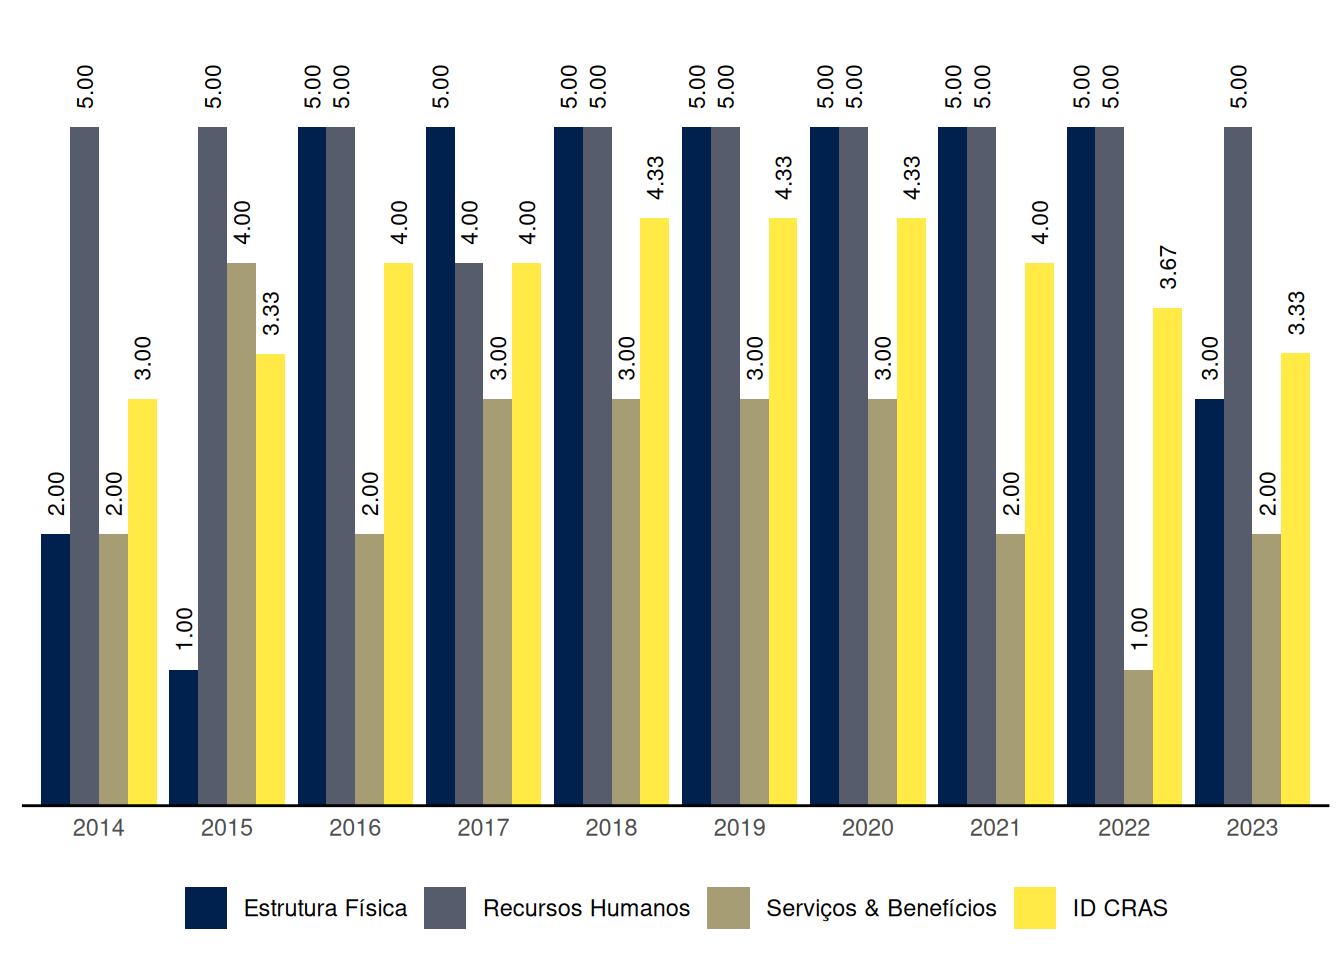 5.00 5.00 5.00 5.00 5.00 5.00 5.00 5.00 5.00 5.00 5.00 5.00 5.00 5.00 5.00
4.33 4.33 4.33
4.00 4.00 4.00 4.00 4.00
3.67
3.33 3.33
3.00 3.00 3.00 3.00 3.00 3.00
2.00 2.00 2.00 2.00 2.00
1.00 1.00
2014 2015 2016 2017 2018 2019 2020 2021 2022 2023
Estrutura Física Recursos Humanos Serviços & Benefícios ID CRAS